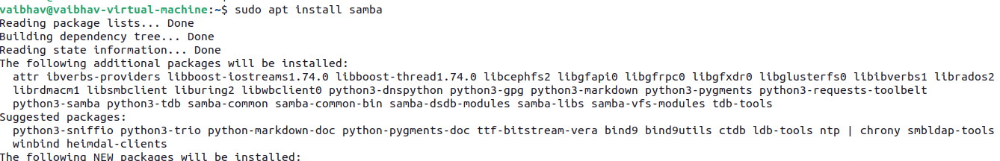 vaibhav@vaibhav-virtual-machine:~$ sudo apt install samba
Reading package lists... Done
Building dependency tree... Done
Reading state information... Done
The following additional packages will be installed:
  attr ibverbs-providers libboost-iostreams1.74.0 libboost-thread1.74.0 libcephfs2 libgfapi0 libgfrpc0 libgfxdr0 libglusterfs0 libibverbs1 librados2
  librdmacm1 libsmbclient liburing2 libwbclient0 python3-dnspython python3-gpg python3-markdown python3-pygments python3-requests-toolbelt
  python3-samba python3-tdb samba-common samba-common-bin samba-dsdb-modules samba-libs samba-vfs-modules tdb-tools
Suggested packages:
  python3-sniffio python3-trio python-markdown-doc python-pygments-doc ttf-bitstream-vera bind9 bind9utils ctdb ldb-tools ntp | chrony smbldap-tools
  winbind heimdal-clients
The following NEW packages will be installed: